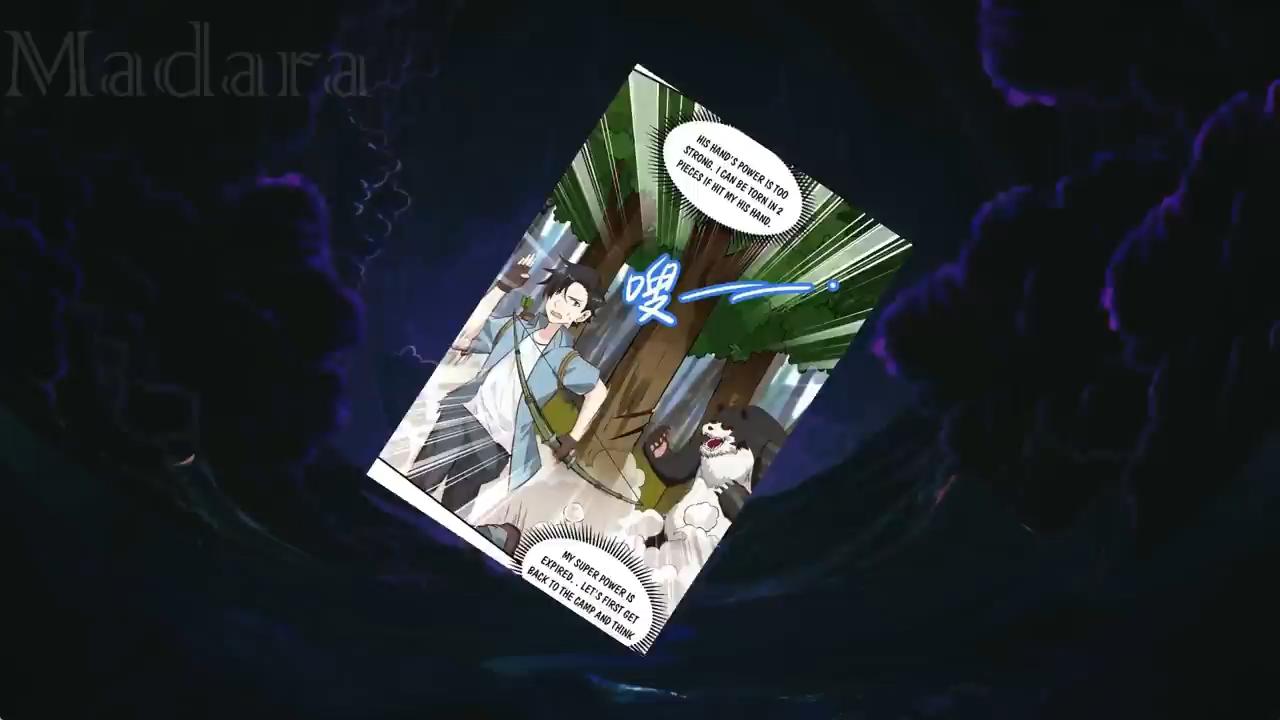 Madara
HIS HAND'S POWER IS TOO
STRONG. I CAN BE TORN IN 2
PIECES IF HIT MY HIS HAND.
嗖
MY SUPER POWER IS
EXPIRED. . LET'S FIRST GET
BACK TO THE CAMP AND THINK